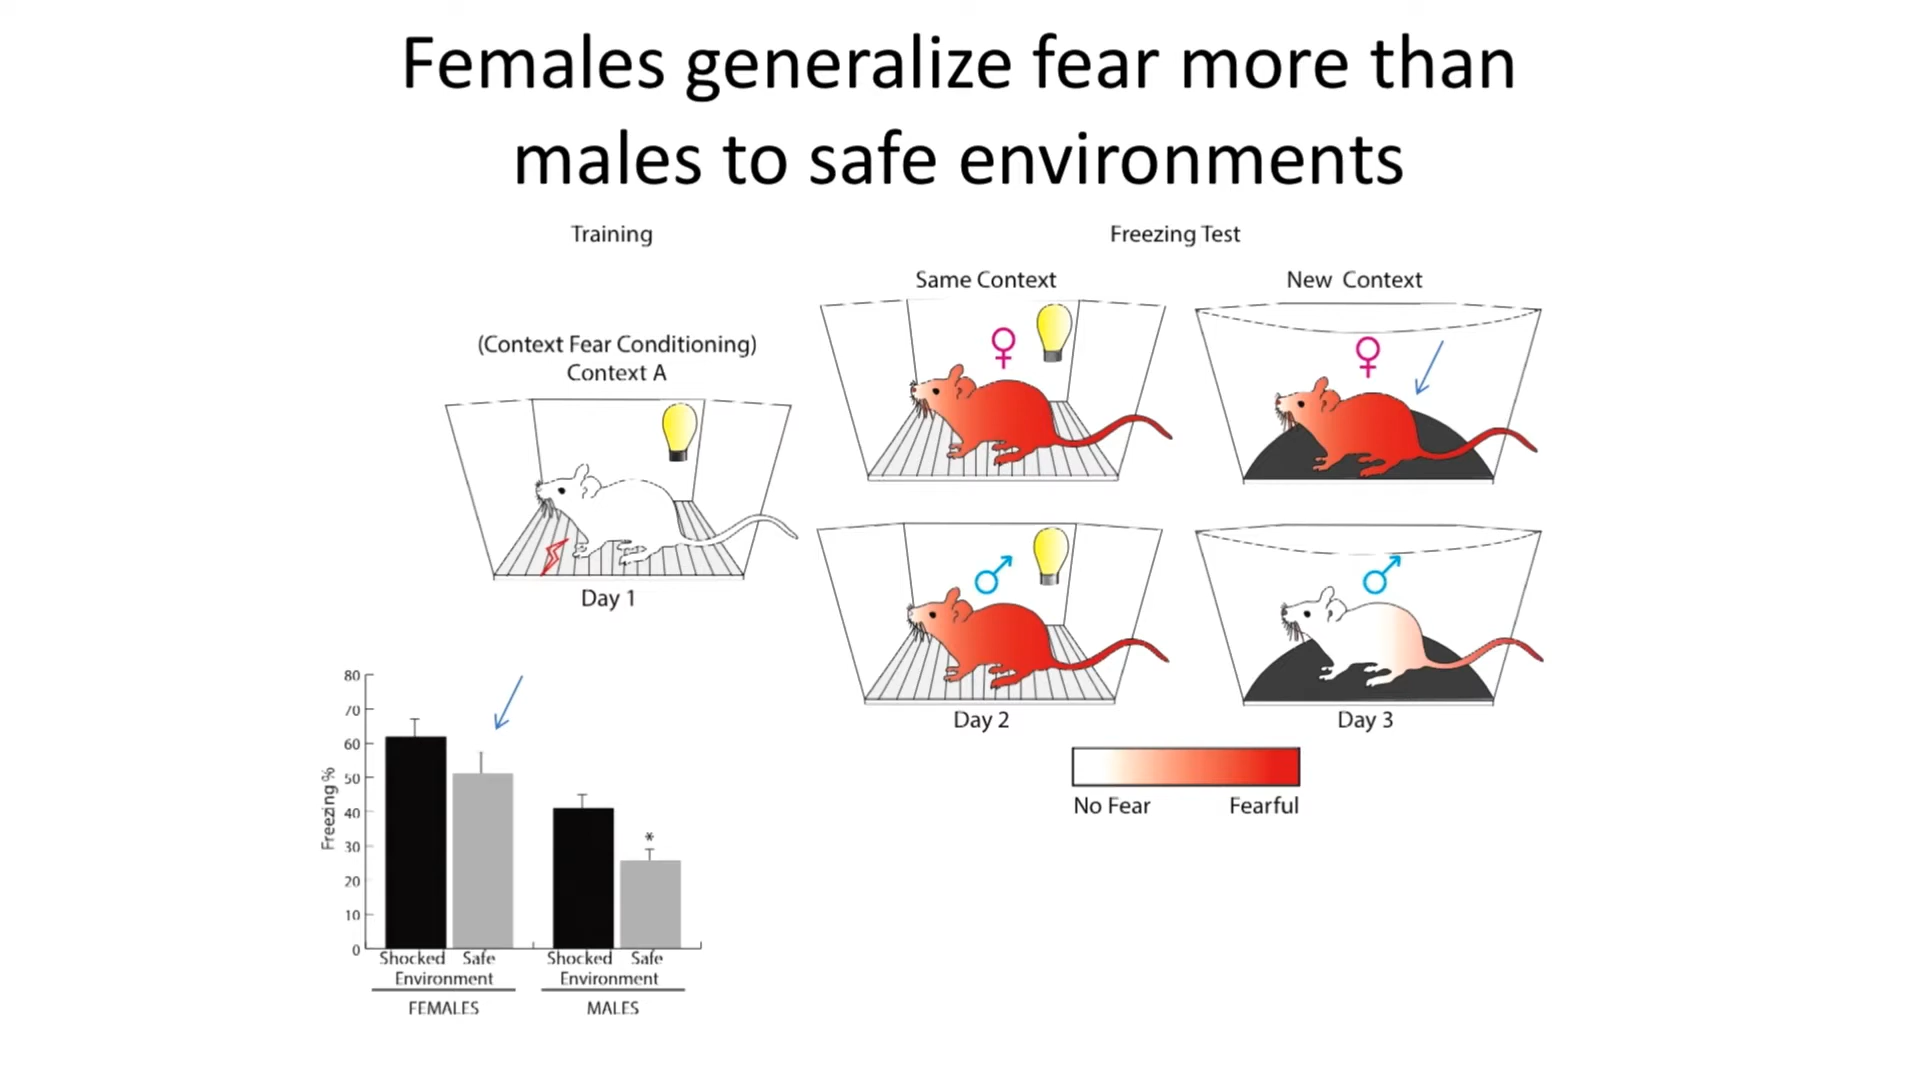 Females generalize fear more than
males to safe environments
Training
Freezing Test
Same Context
New Context
(Context Fear Conditioning)
Context A
♀
♀
♂
♂
Day 1
Day 2
Day 3
No Fear
Fearful
80
70
60
50
40
30
20
10
0
Freezing %
*
Shocked Safe
Environment
FEMALES
Shocked Safe
Environment
MALES